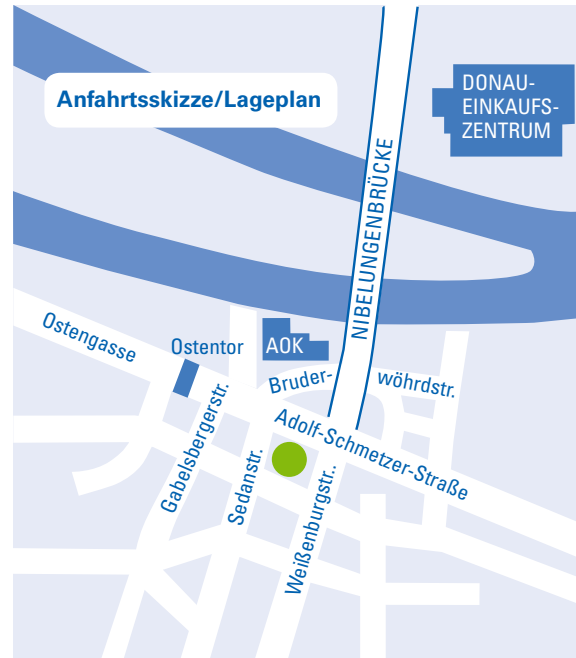 Anfahrtsskizze/Lageplan
DONAU-
EINKAUFS-
ZENTRUM
NIBELUNGENBRÜCKE
Ostengasse
Ostentor
AOK
Bruder-
wöhrdstr.
Adolf-Schmetzer-Straße
Gabelsbergerstr.
Sedanstr.
Weißenburgstr.